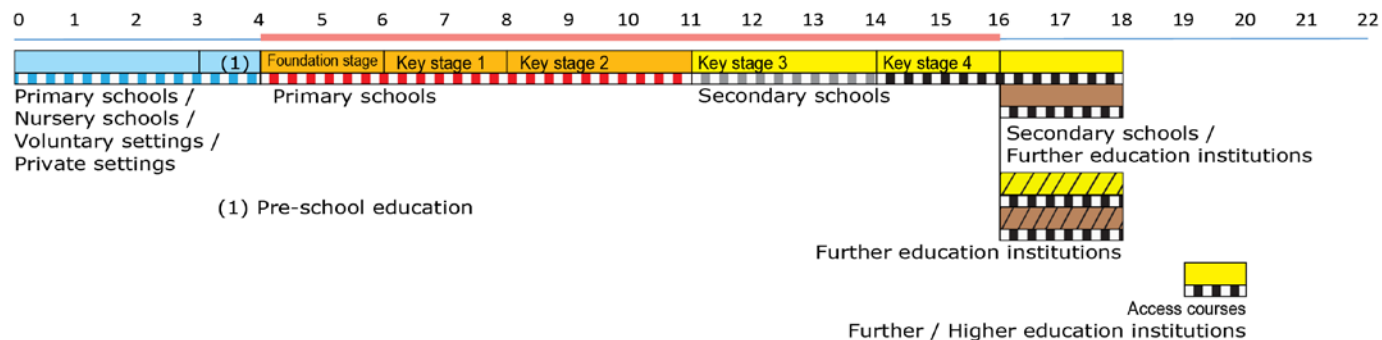 0 1 2 3 4 5 6 7 8 9 10 11 12 13 14 15 16 17 18 19 20 21 22
(1) Foundation stage Key stage 1 Key stage 2 Key stage 3 Key stage 4
Primary schools /
Nursery schools /
Voluntary settings /
Private settings
Primary schools
Secondary schools
Secondary schools /
Further education institutions
(1) Pre-school education
Further education institutions
Access courses
Further / Higher education institutions